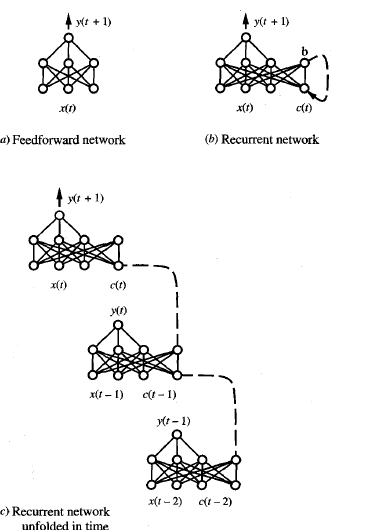 y(t + 1)
y(t + 1)
b
x(t)
x(t)
c(t)
a) Feedforward network
(b) Recurrent network
y(t + 1)
x(t)
c(t)
y(t)
x(t – 1)
c(t – 1)
y(t – 1)
x(t – 2)
c(t – 2)
c) Recurrent network
unfolded in time